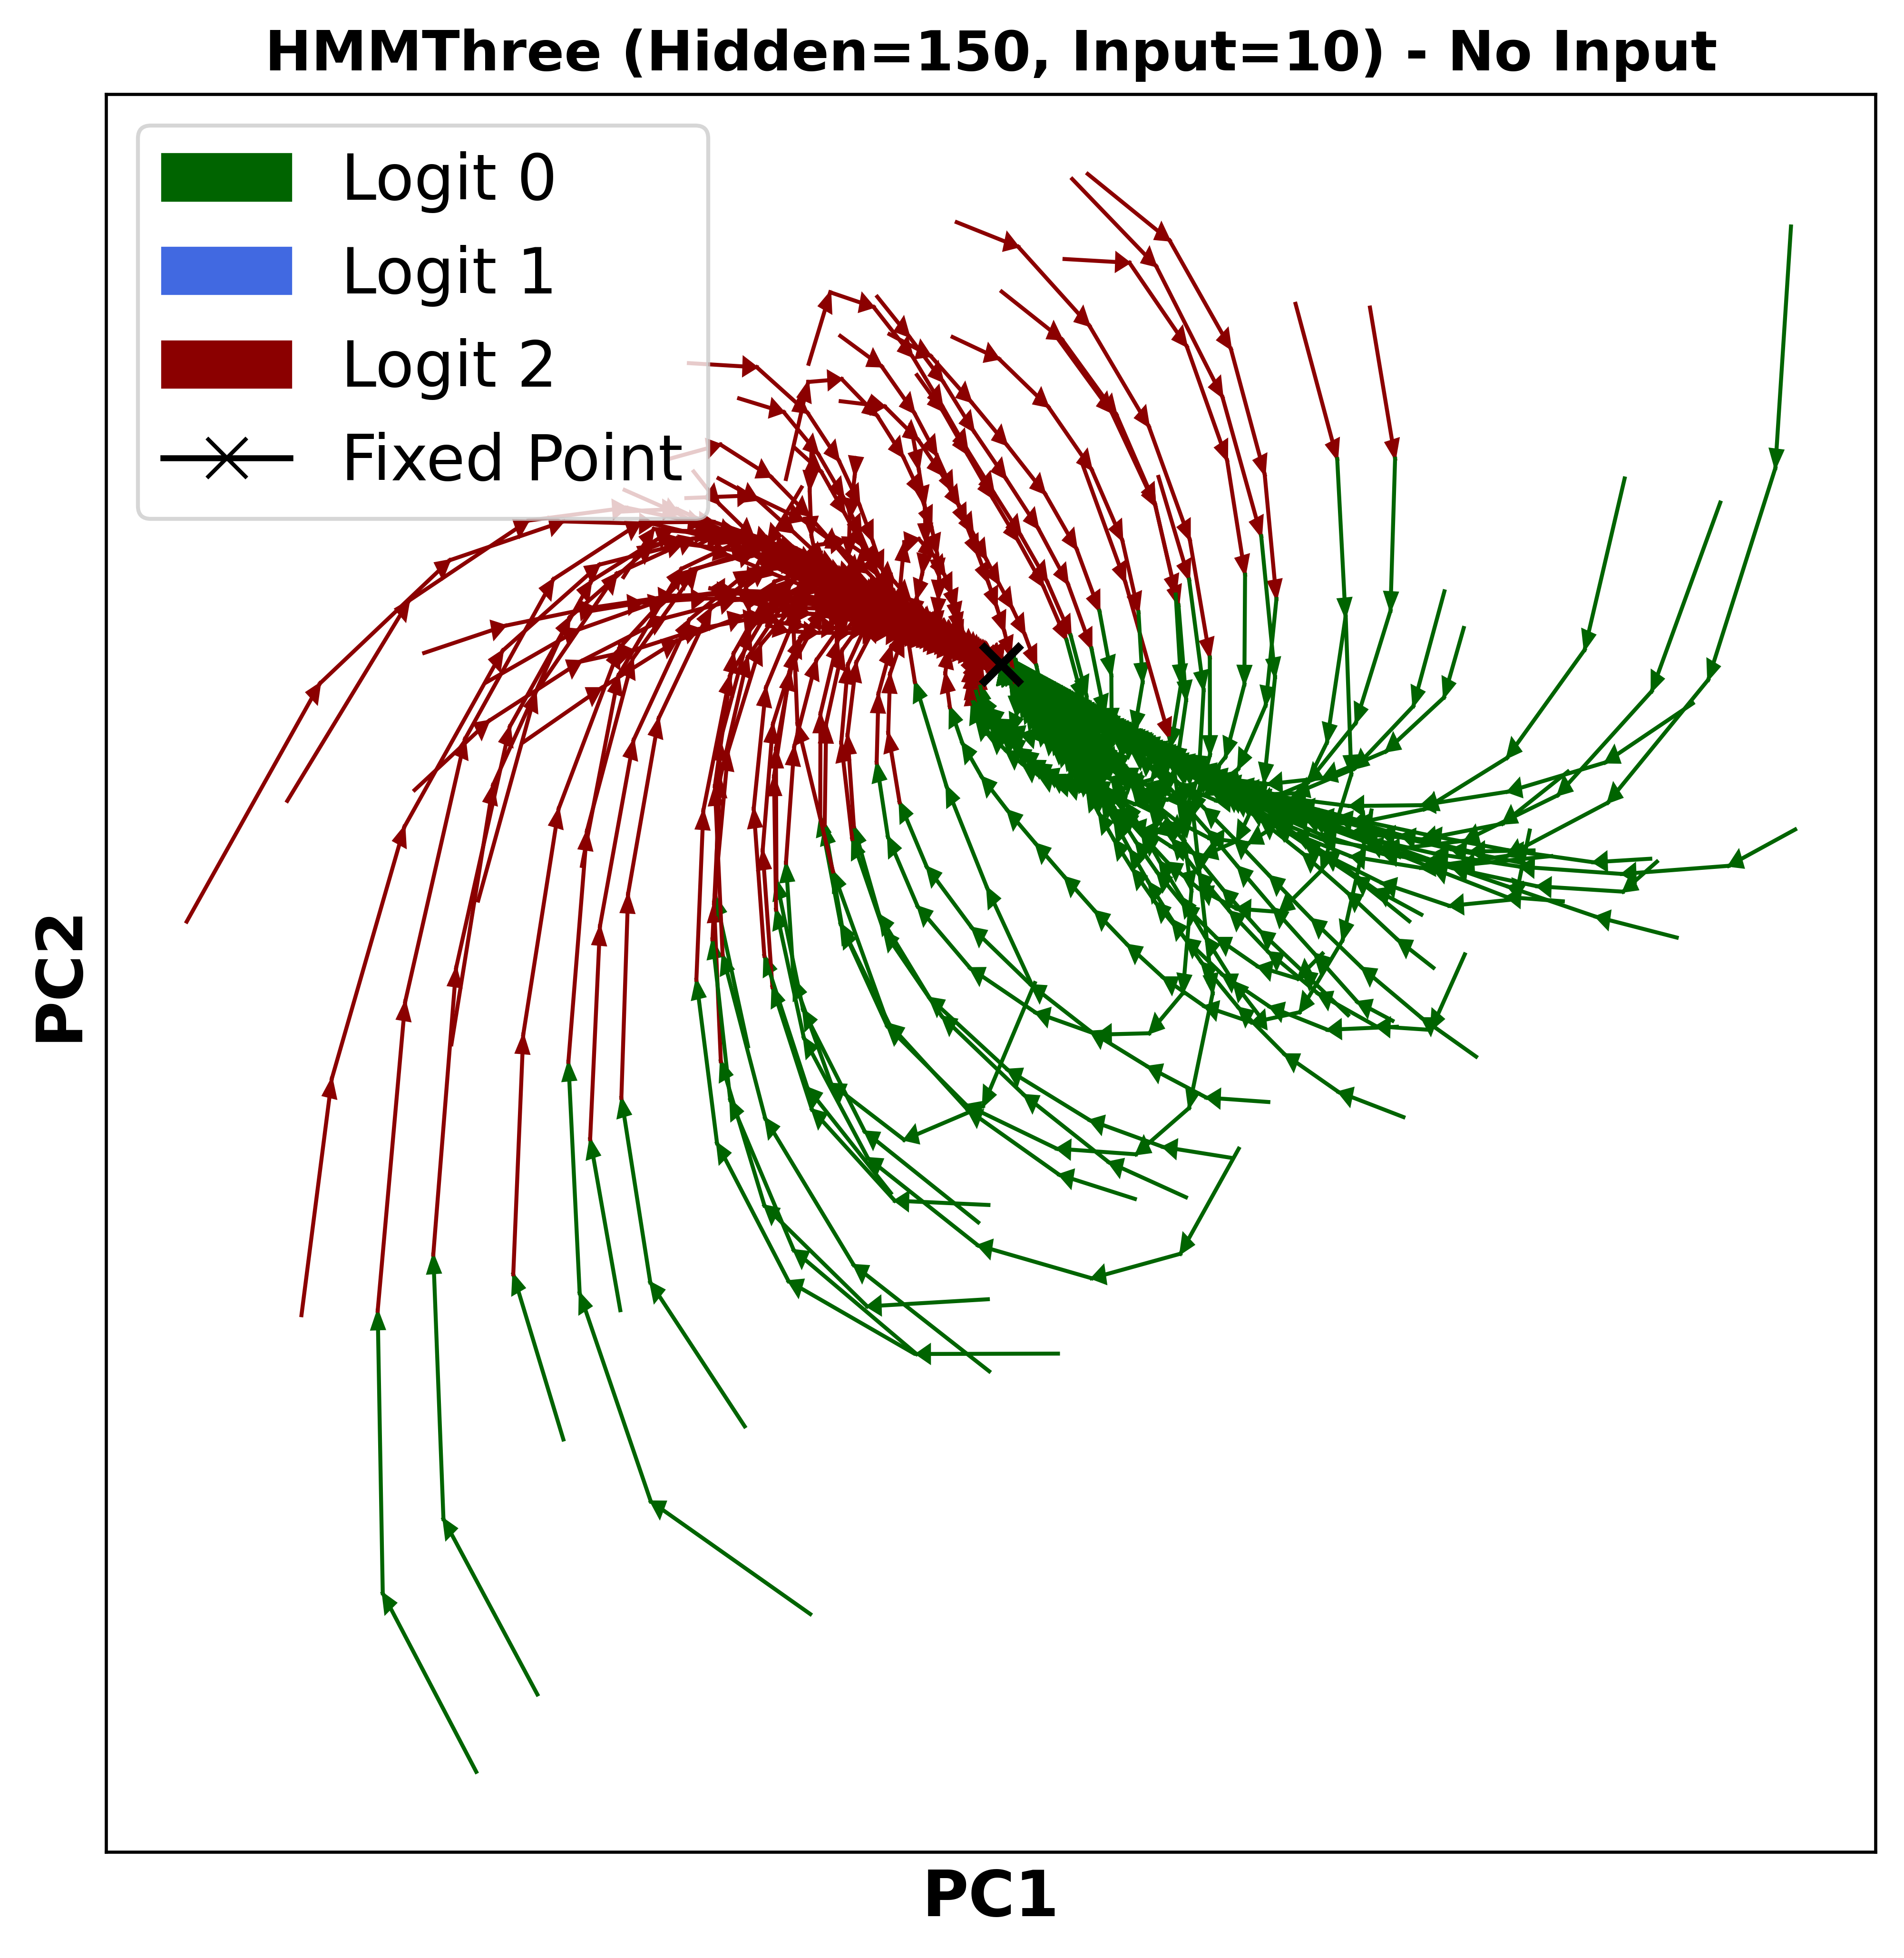 HMMThree (Hidden=150, Input=10) - No Input
Logit 0
Logit 1
Logit 2
Fixed Point
PC2
PC1